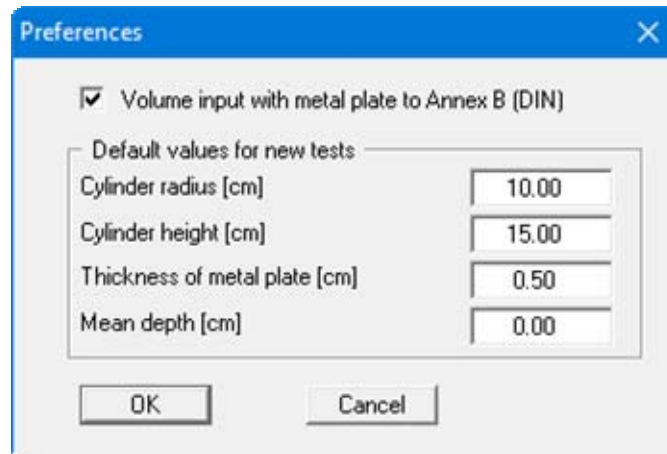 Preferences
Volume input with metal plate to Annex B (DIN)
Default values for new tests
Cylinder radius [cm] 10.00
Cylinder height [cm] 15.00
Thickness of metal plate [cm] 0.50
Mean depth [cm] 0.00
OK Cancel